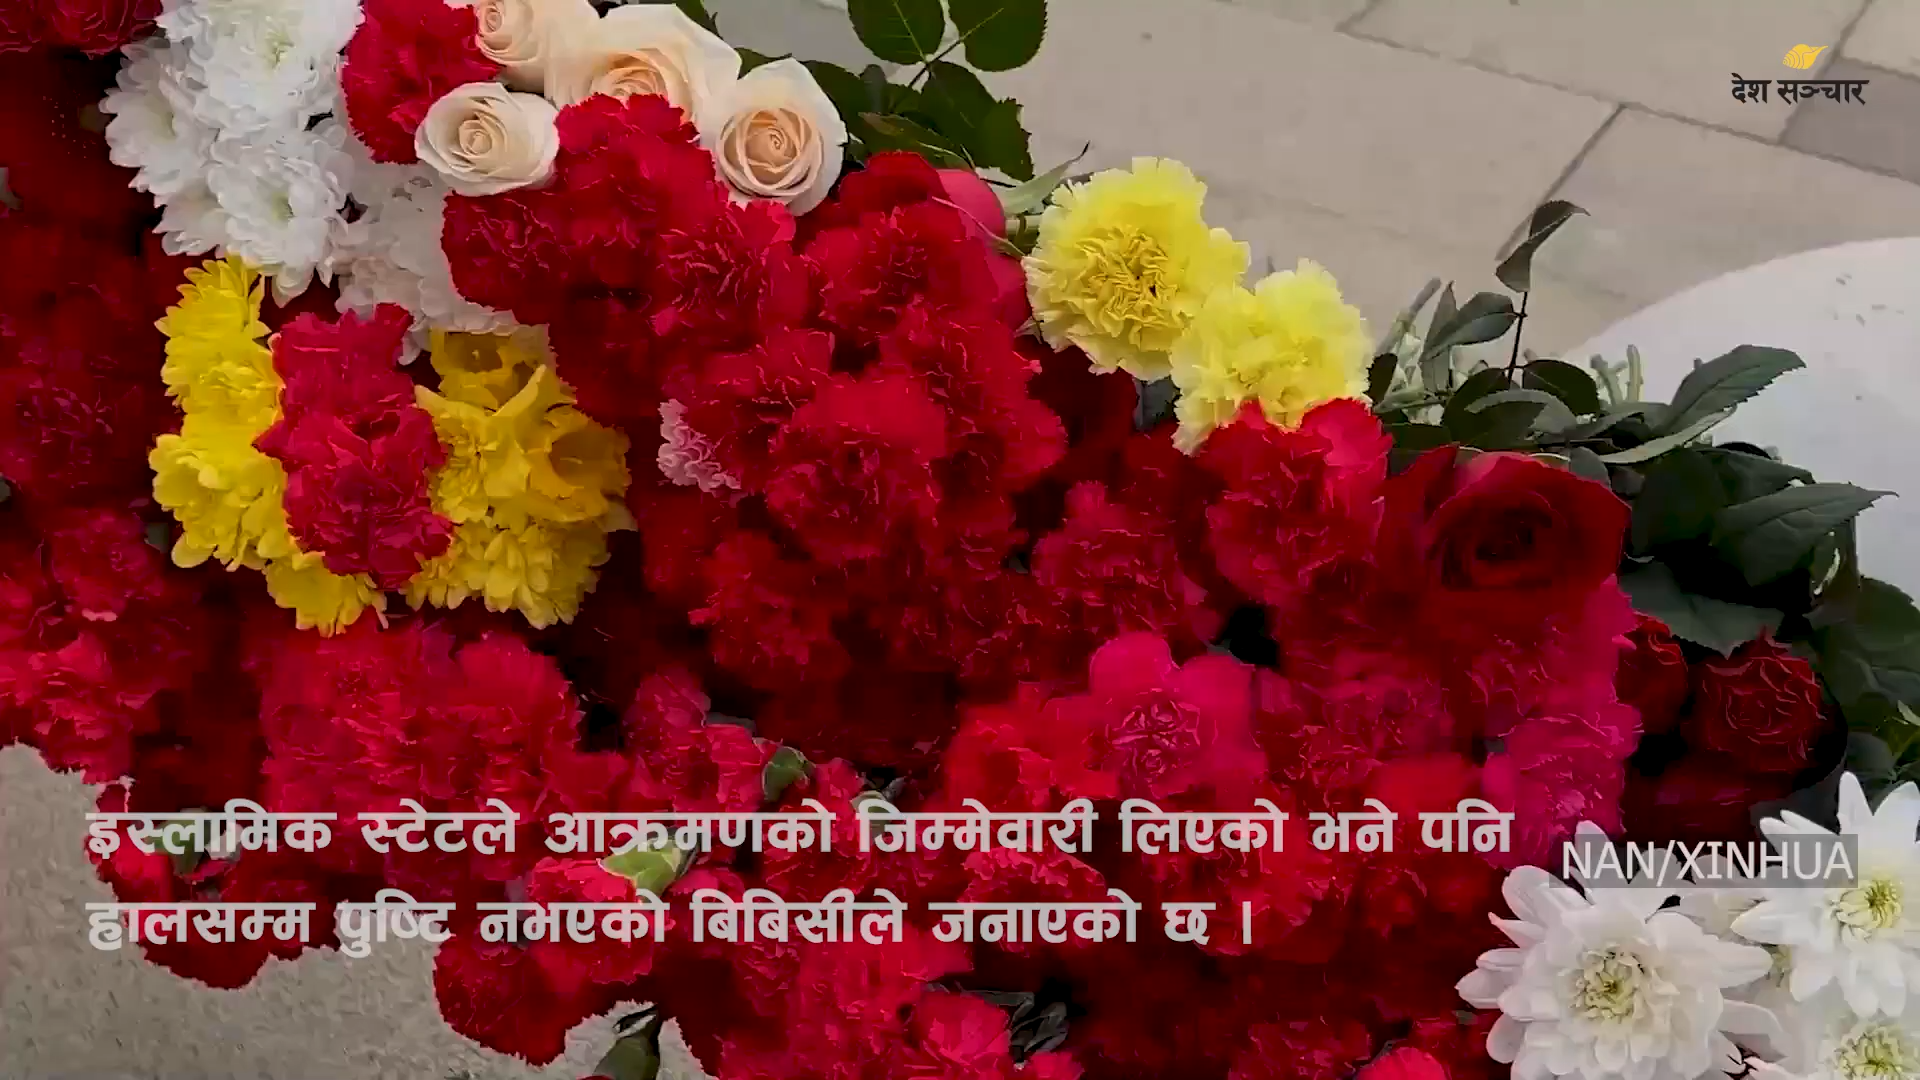 देश सञ्चार
इस्लामिक स्टेटले आक्रमणको जिम्मेवारी लिएको भने पनि
हालसम्म पुष्टि नभएको बिबिसीले जनाएको छ ।
NAN/XINHUA